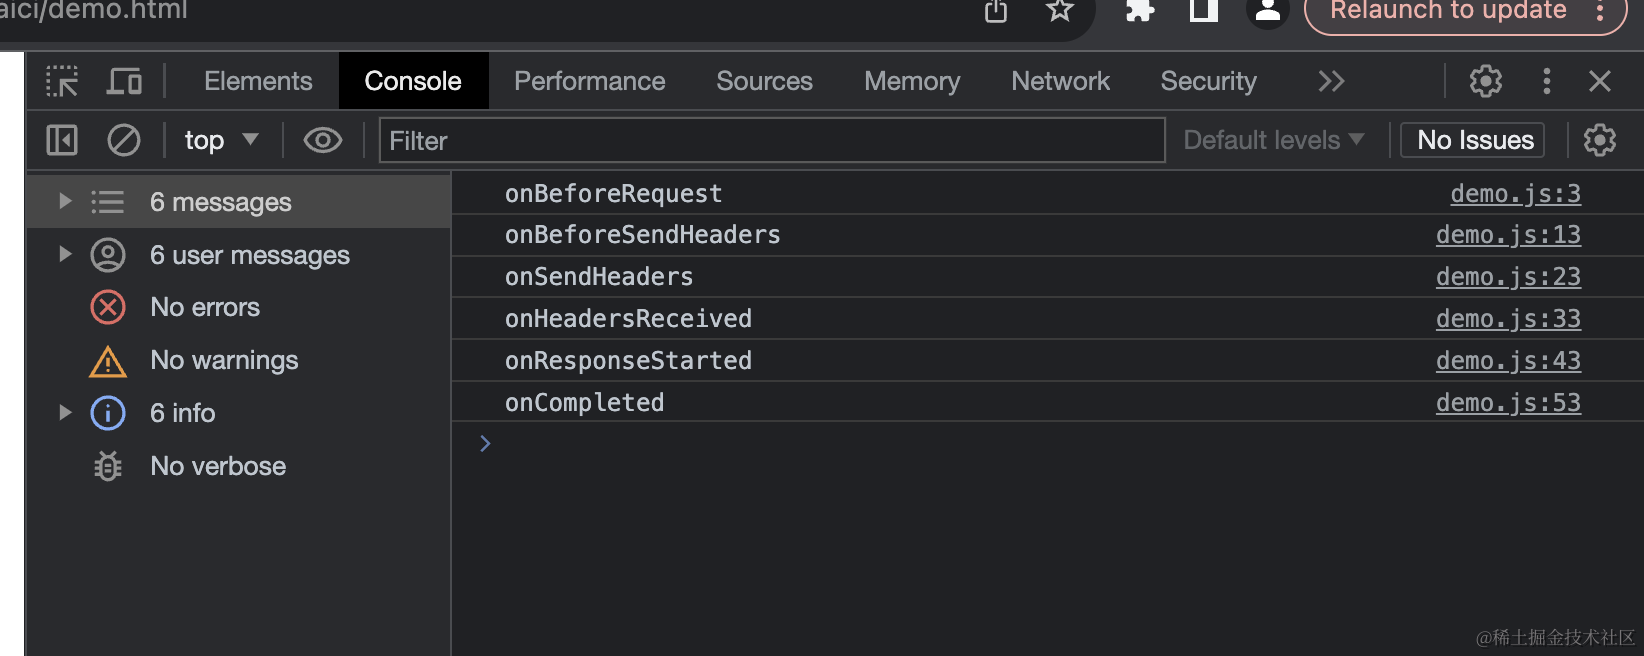 aici/demo.html
Relaunch to update
Elements Console Performance Sources Memory Network Security
top Filter Default levels No Issues
6 messages
6 user messages
No errors
No warnings
6 info
No verbose
onBeforeRequest demo.js:3
onBeforeSendHeaders demo.js:13
onSendHeaders demo.js:23
onHeadersReceived demo.js:33
onResponseStarted demo.js:43
onCompleted demo.js:53
@稀土掘金技术社区